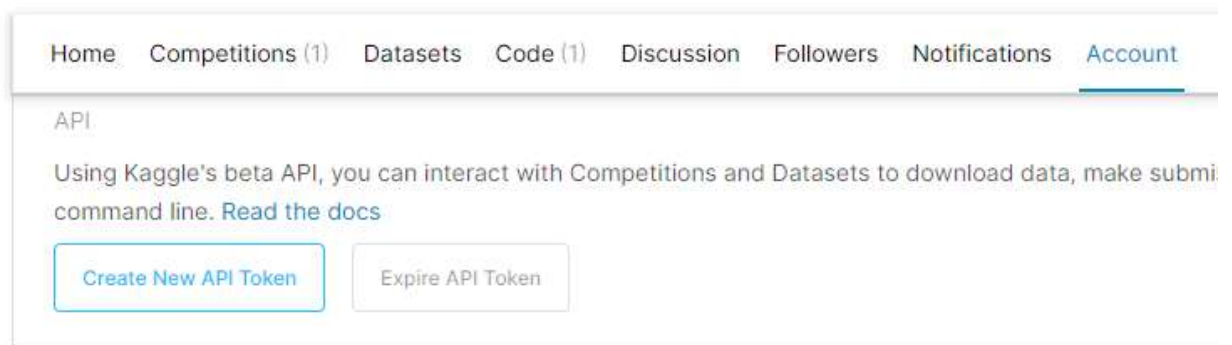 Home Competitions (1) Datasets Code (1) Discussion Followers Notifications Account
API
Using Kaggle's beta API, you can interact with Competitions and Datasets to download data, make submis
command line. Read the docs
Create New API Token Expire API Token